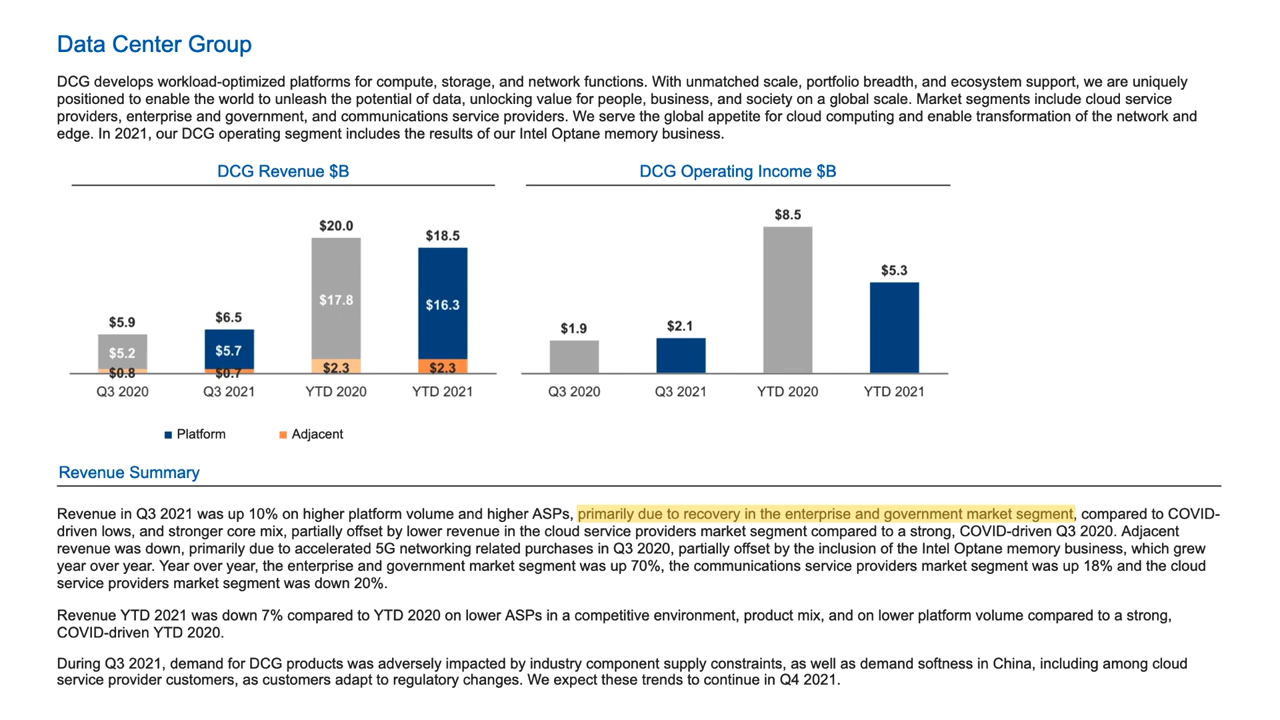 Data Center Group
DCG develops workload-optimized platforms for compute, storage, and network functions. With unmatched scale, portfolio breadth, and ecosystem support, we are uniquely
positioned to enable the world to unleash the potential of data, unlocking value for people, business, and society on a global scale. Market segments include cloud service
providers, enterprise and government, and communications service providers. We serve the global appetite for cloud computing and enable transformation of the network and
edge. In 2021, our DCG operating segment includes the results of our Intel Optane memory business.
DCG Revenue $B
$20.0
$18.5
$17.8
$16.3
$5.9
$6.5
$5.2
$5.7
$0.8
$0.7
$2.3
$2.3
Q3 2020 Q3 2021 YTD 2020 YTD 2021
Platform Adjacent
DCG Operating Income $B
$8.5
$5.3
$1.9
$2.1
Q3 2020 Q3 2021 YTD 2020 YTD 2021
Revenue Summary
Revenue in Q3 2021 was up 10% on higher platform volume and higher ASPs, primarily due to recovery in the enterprise and government market segment, compared to COVID-
driven lows, and stronger core mix, partially offset by lower revenue in the cloud service providers market segment compared to a strong, COVID-driven Q3 2020. Adjacent
revenue was down, primarily due to accelerated 5G networking related purchases in Q3 2020, partially offset by the inclusion of the Intel Optane memory business, which grew
year over year. Year over year, the enterprise and government market segment was up 70%, the communications service providers market segment was up 18% and the cloud
service providers market segment was down 20%.
Revenue YTD 2021 was down 7% compared to YTD 2020 on lower ASPs in a competitive environment, product mix, and on lower platform volume compared to a strong,
COVID-driven YTD 2020.
During Q3 2021, demand for DCG products was adversely impacted by industry component supply constraints, as well as demand softness in China, including among cloud
service provider customers, as customers adapt to regulatory changes. We expect these trends to continue in Q4 2021.